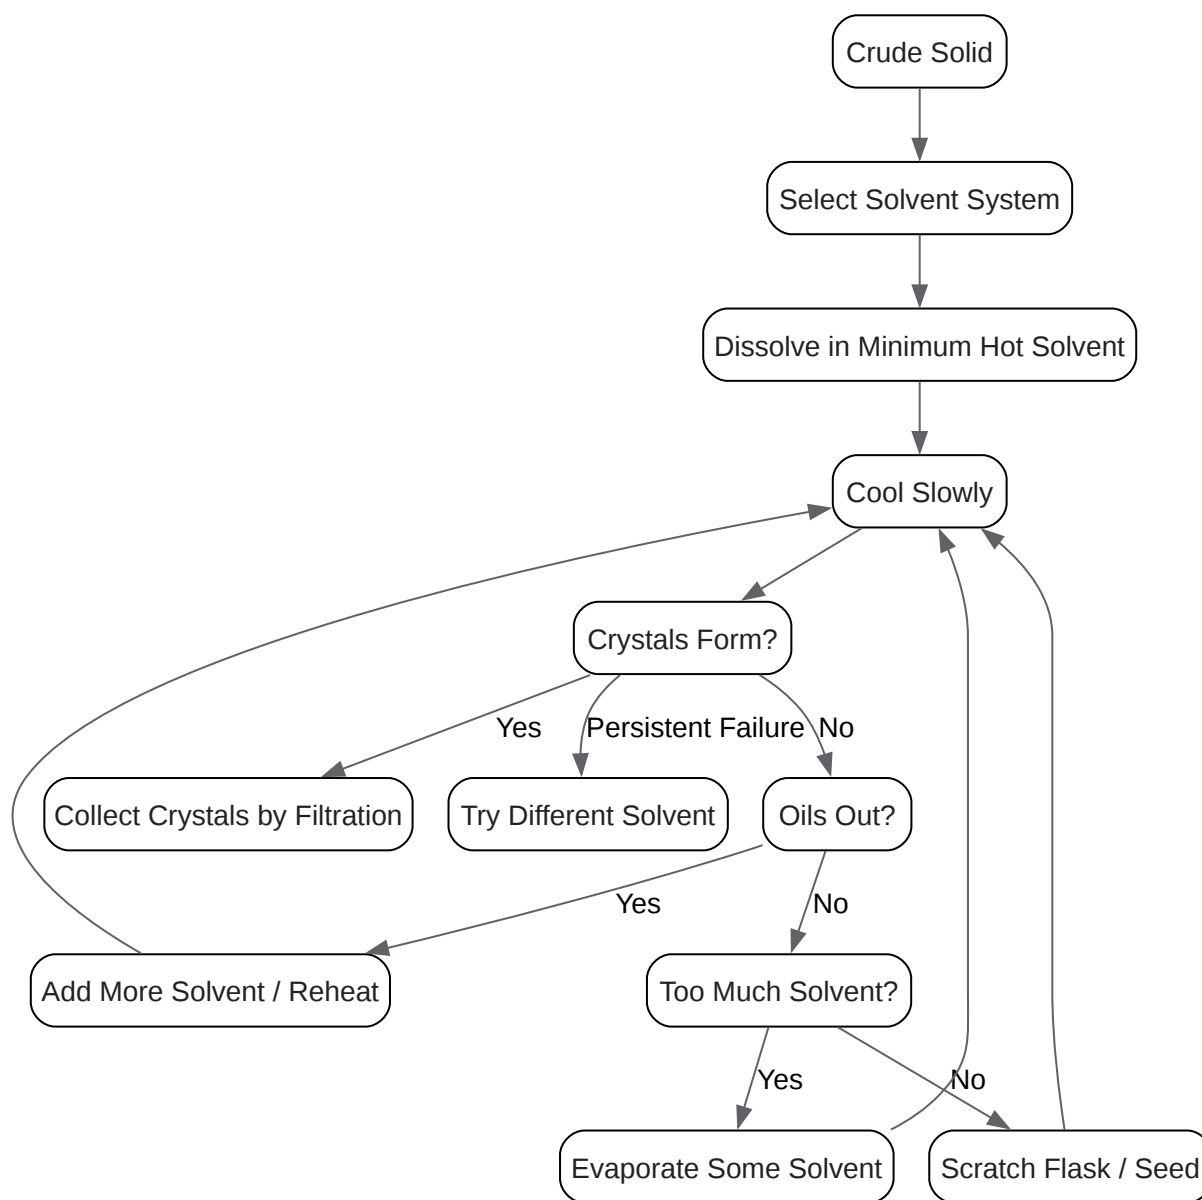 Crude Solid
Select Solvent System
Dissolve in Minimum Hot Solvent
Cool Slowly
Crystals Form?
Yes
Persistent Failure
No
Collect Crystals by Filtration
Try Different Solvent
Oils Out?
Yes
No
Add More Solvent / Reheat
Too Much Solvent?
Yes
No
Evaporate Some Solvent
Scratch Flask / Seed